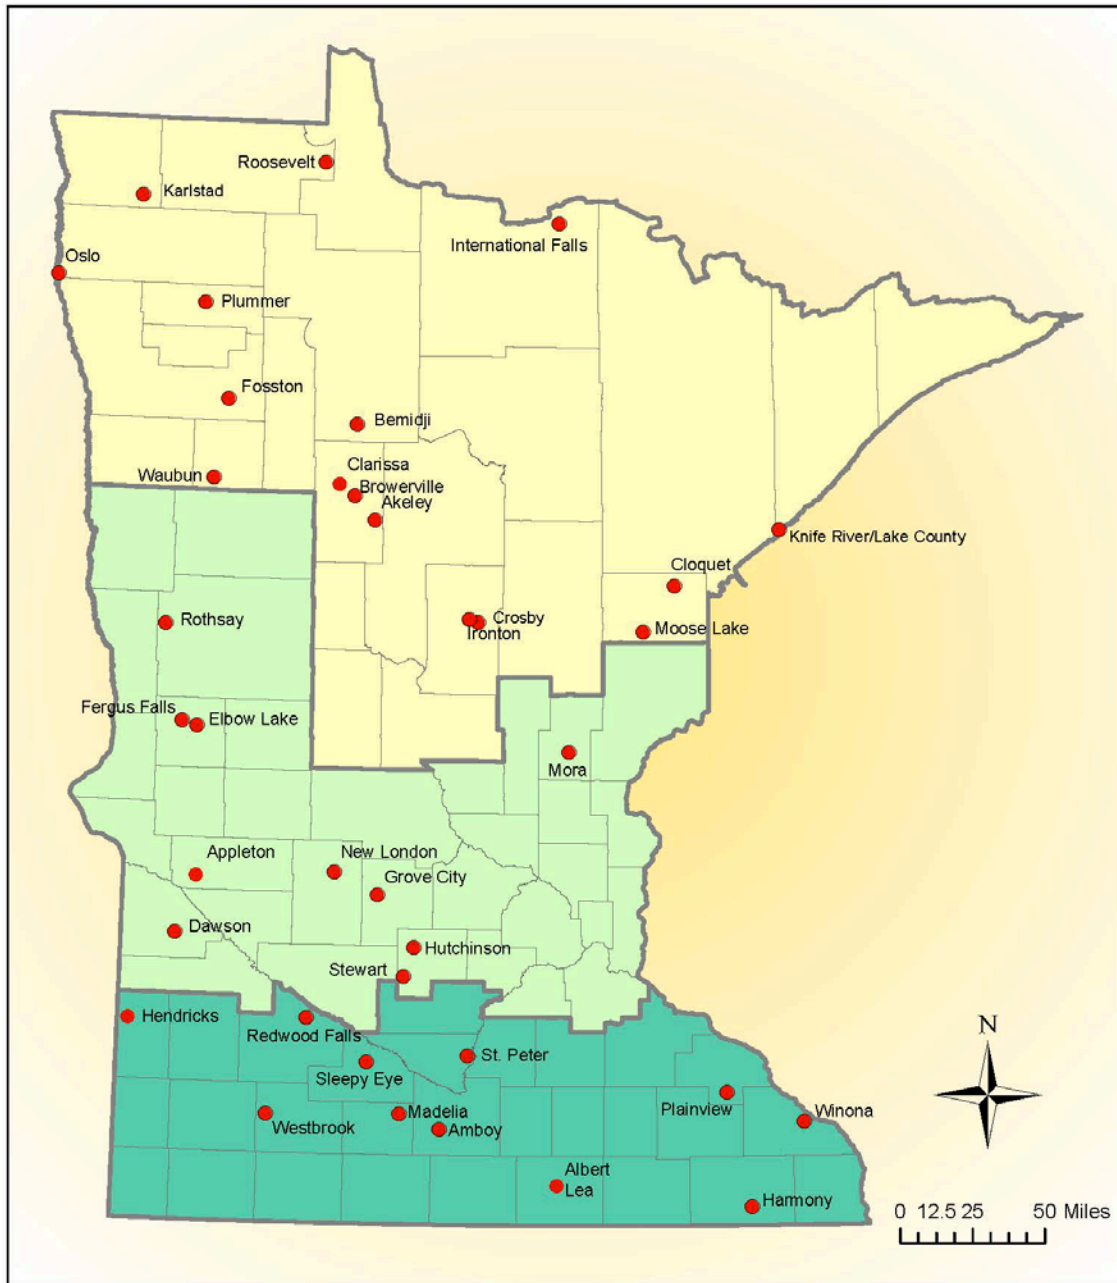 Roosevelt
Karlstad
International Falls
Oslo
Plummer
Fosston
Bemidji
Clarissa
Waubun
Browerville
Akeley
Knife River/Lake County
Cloquet
Rothsay
Crosby
Ironton
Moose Lake
Fergus Falls
Elbow Lake
Mora
Appleton
New London
Grove City
Dawson
Hutchinson
Stewart
Hendricks
Redwood Falls
N
St. Peter
Sleepy Eye
Plainview
Winona
Madelia
Westbrook
Amboy
Albert
Lea
Harmony
0 12.5 25 50 Miles